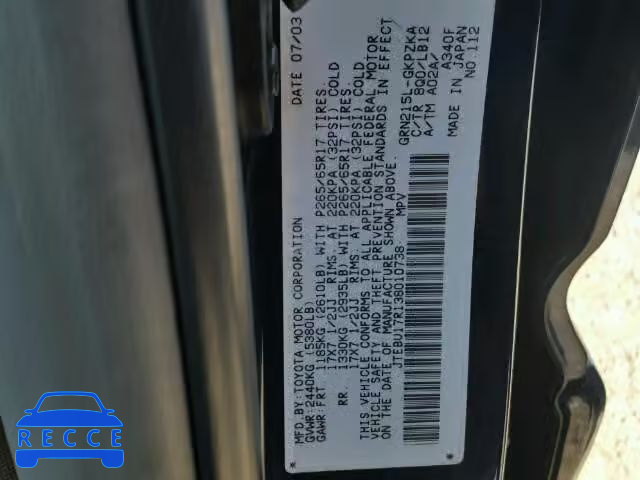 MFD.BY:TOYOTA MOTOR CORPORATION DATE 07/03
GVWR:2440KG (5380LB)
GAWR:FRT 1185KG (2610LB) WITH P265/65R17 TIRES.
17X7 1/2JJ RIMS. AT 220KPA (32PSI) COLD
RR. 1330KG (2935LB) WITH P265/65R17 TIRES.
17X7 1/2JJ RIMS. AT 220KPA (32PSI) COLD
THIS VEHICLE CONFORMS TO ALL APPLICABLE FEDERAL MOTOR
VEHICLE SAFETY AND THEFT PREVENTION STANDARDS IN EFFECT
ON THE DATE OF MANUFACTURE SHOWN ABOVE.
JTEBU17R138010738 MPV
GRN215L-GKPZKA
C/TR 8Q0/LB12
A/TM A02A/ A340F
MADE IN JAPAN
NO.112
* *
RECCE